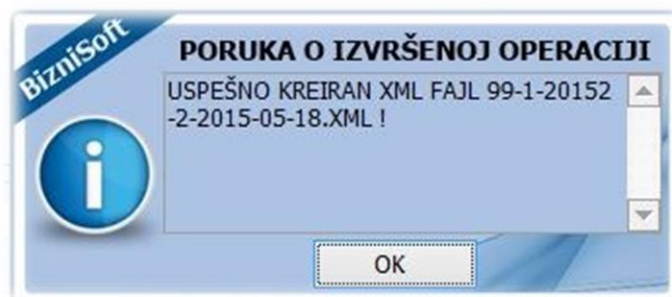 BizniSoft
PORUKA O IZVRŠENOJ OPERACIJI
USPEŠNO KREIRAN XML FAJL 99-1-20152
-2-2015-05-18.XML !
OK